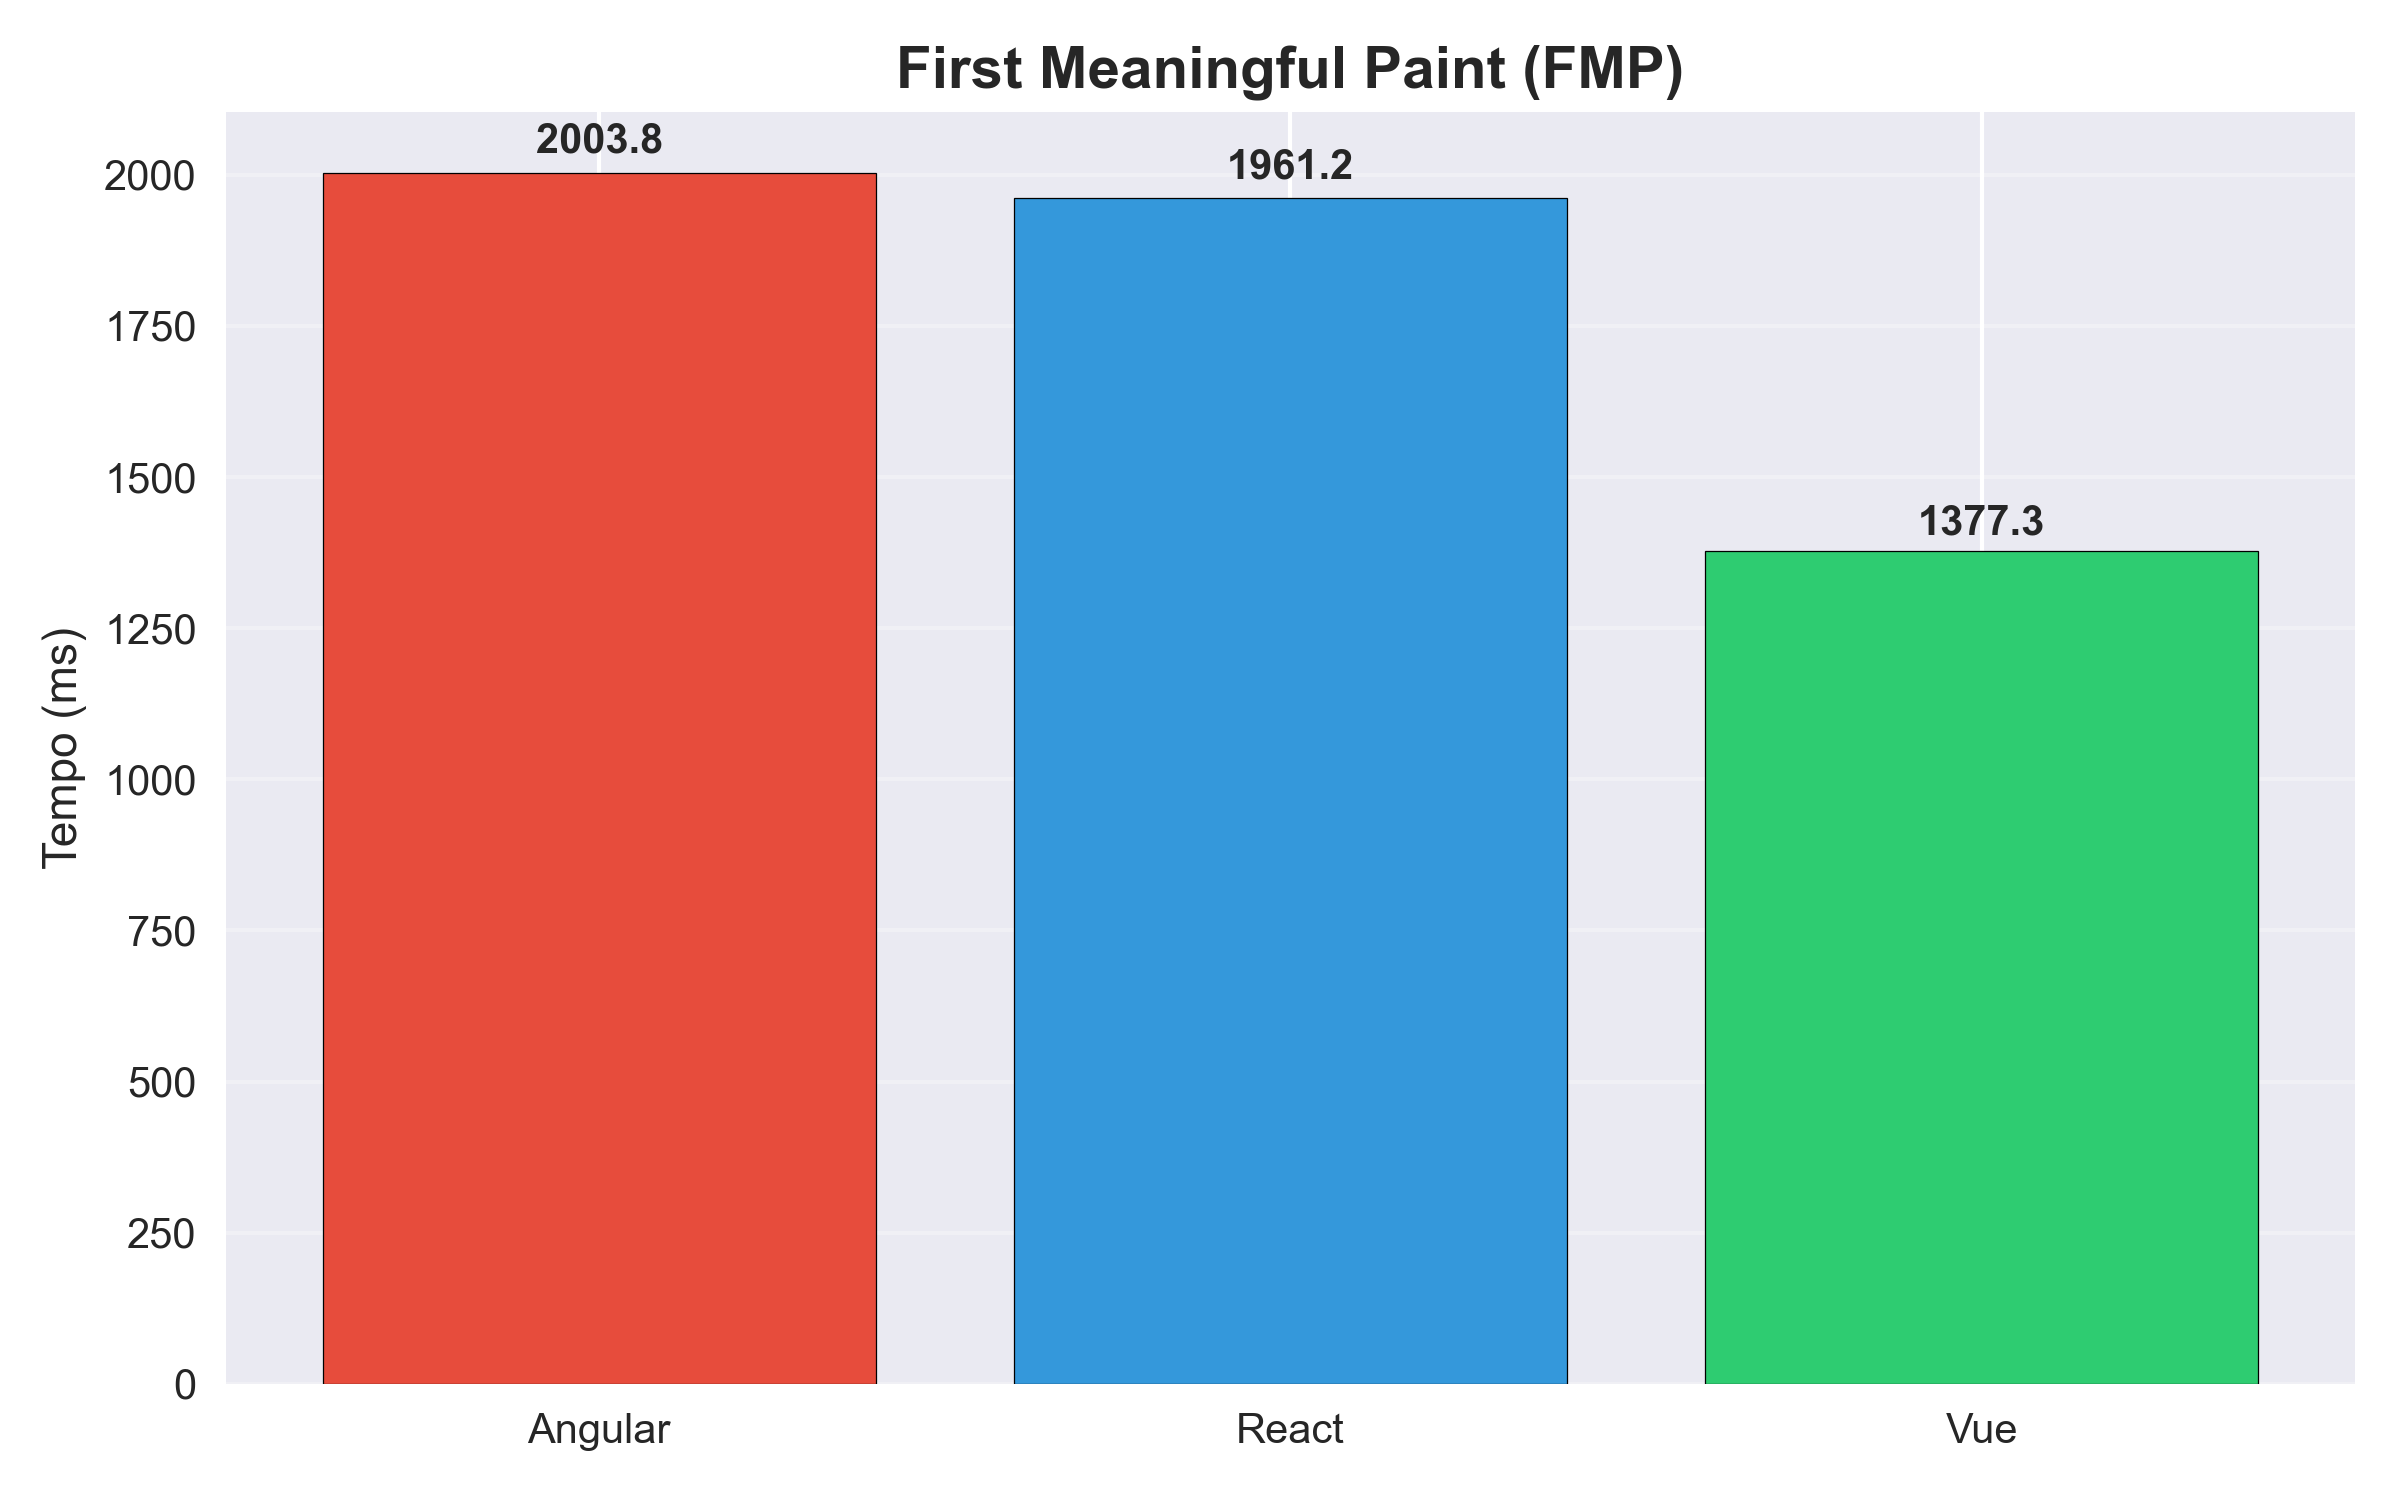 First Meaningful Paint (FMP)
2003.8
1961.2
1377.3
2000
1750
1500
1250
1000
750
500
250
0
Tempo (ms)
Angular
React
Vue